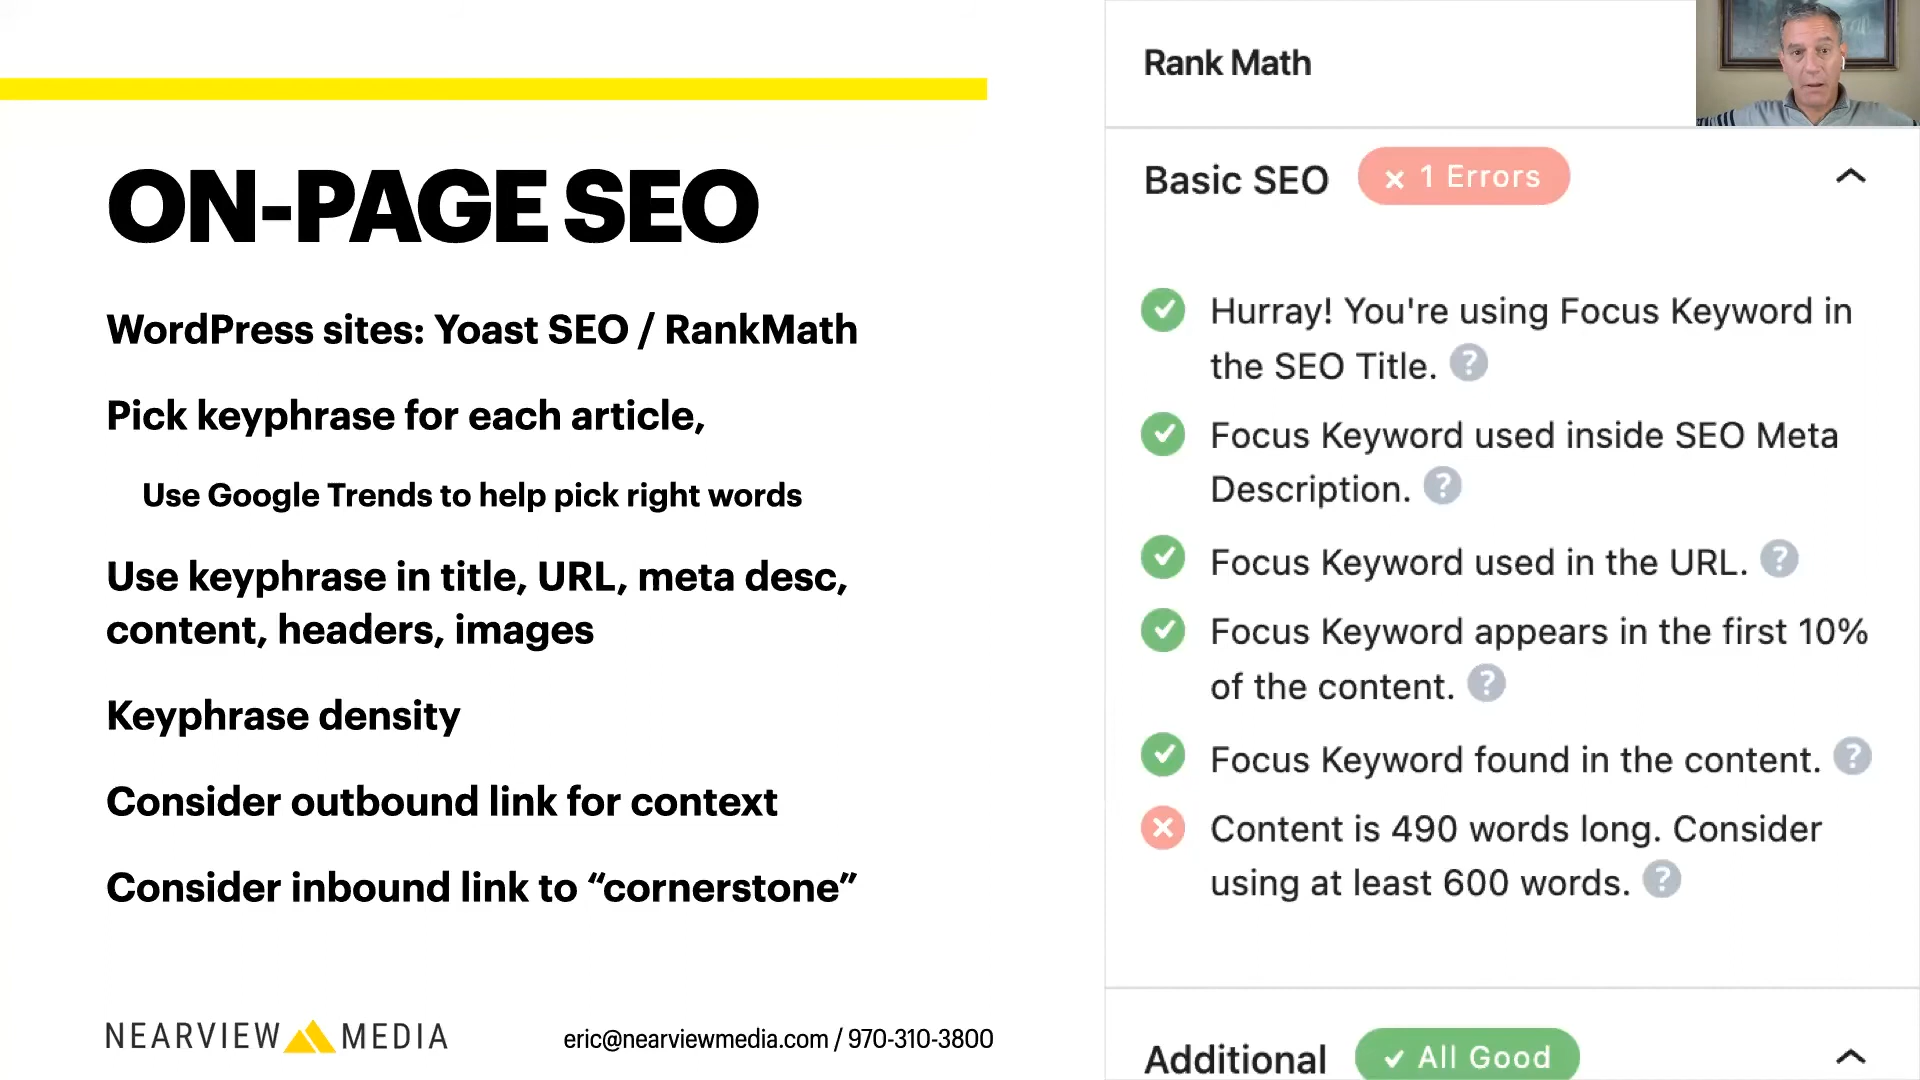 ON-PAGE SEO
WordPress sites: Yoast SEO / RankMath
Pick keyphrase for each article,
Use Google Trends to help pick right words
Use keyphrase in title, URL, meta desc,
content, headers, images
Keyphrase density
Consider outbound link for context
Consider inbound link to “cornerstone”
NEARVIEW MEDIA
eric@nearviewmedia.com / 970-310-3800
Rank Math
Basic SEO × 1 Errors
Hurray! You're using Focus Keyword in
the SEO Title. ?
Focus Keyword used inside SEO Meta
Description. ?
Focus Keyword used in the URL. ?
Focus Keyword appears in the first 10%
of the content. ?
Focus Keyword found in the content. ?
Content is 490 words long. Consider
using at least 600 words. ?
Additional ✓ All Good